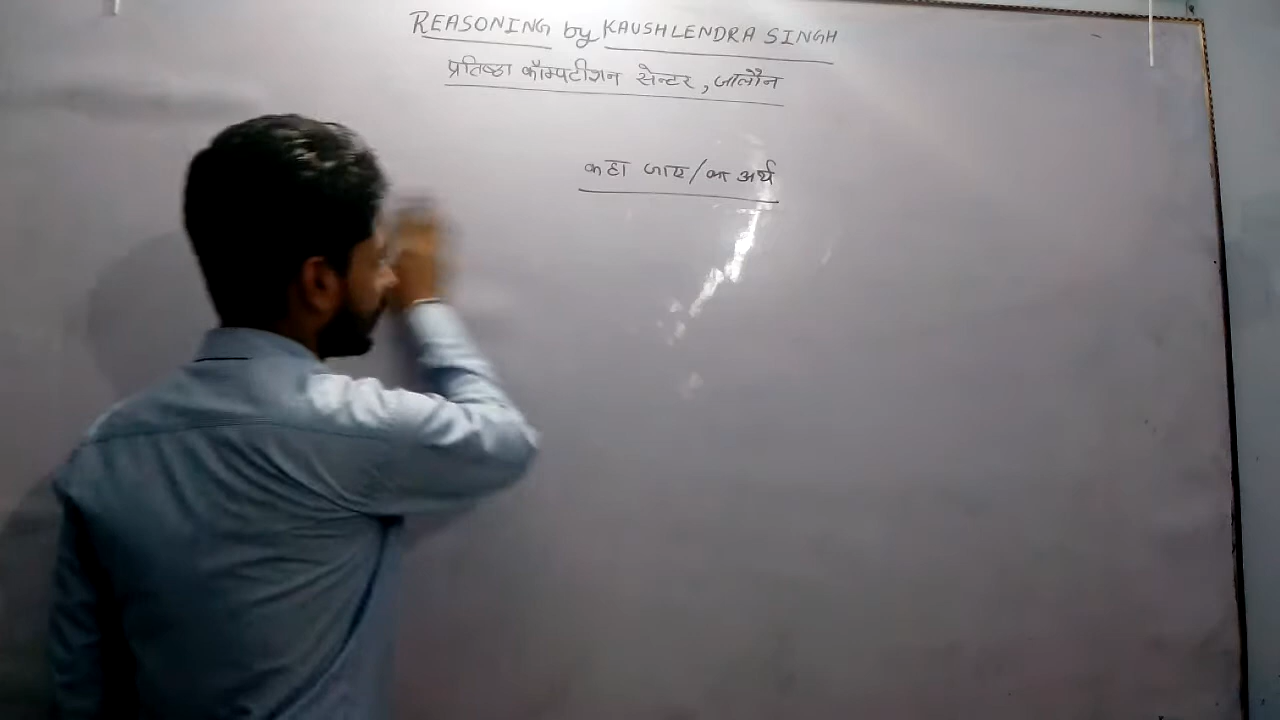 REASONING by KAUSHLENDRA SINGH
प्रतिष्ठा कॉम्पटीशन सेन्टर, जालौन
कहा जाए/का अर्थ